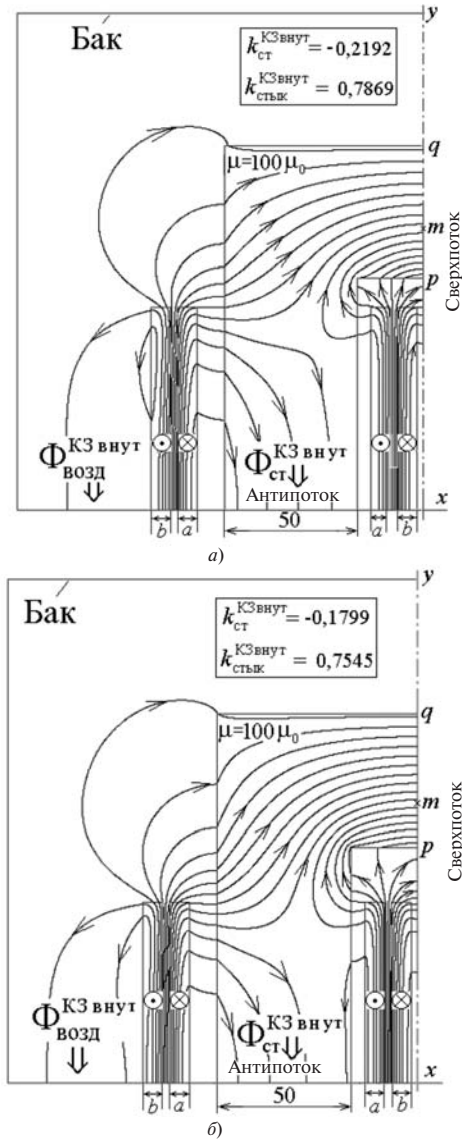 y
Бак
k_ст^КЗвнут = -0,2192
k_стык^КЗвнут = 0,7869
q
μ=100μ₀
m
p
Сверхпоток
Φ_возд^КЗ внут
⇓
Φ_ст^КЗ внут
⇓
Антипоток
x
b a 50 a b
а)
y
Бак
k_ст^КЗвнут = -0,1799
k_стык^КЗвнут = 0,7545
q
μ=100μ₀
m
p
Сверхпоток
Φ_возд^КЗ внут
⇓
Φ_ст^КЗ внут
⇓
Антипоток
x
b a 50 a b
б)